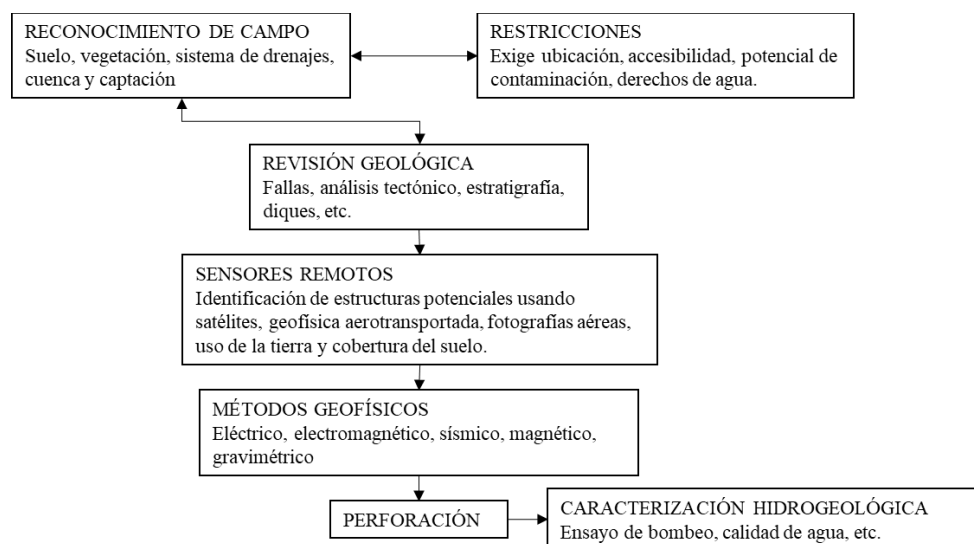 RECONOCIMIENTO DE CAMPO
Suelo, vegetación, sistema de drenajes,
cuenca y captación
RESTRICCIONES
Exige ubicación, accesibilidad, potencial de
contaminación, derechos de agua.
REVISIÓN GEOLÓGICA
Fallas, análisis tectónico, estratigrafía,
diques, etc.
SENSORES REMOTOS
Identificación de estructuras potenciales usando
satélites, geofísica aerotransportada, fotografías aéreas,
uso de la tierra y cobertura del suelo.
MÉTODOS GEOFÍSICOS
Eléctrico, electromagnético, sísmico, magnético,
gravimétrico
PERFORACIÓN
CARACTERIZACIÓN HIDROGEOLÓGICA
Ensayo de bombeo, calidad de agua, etc.